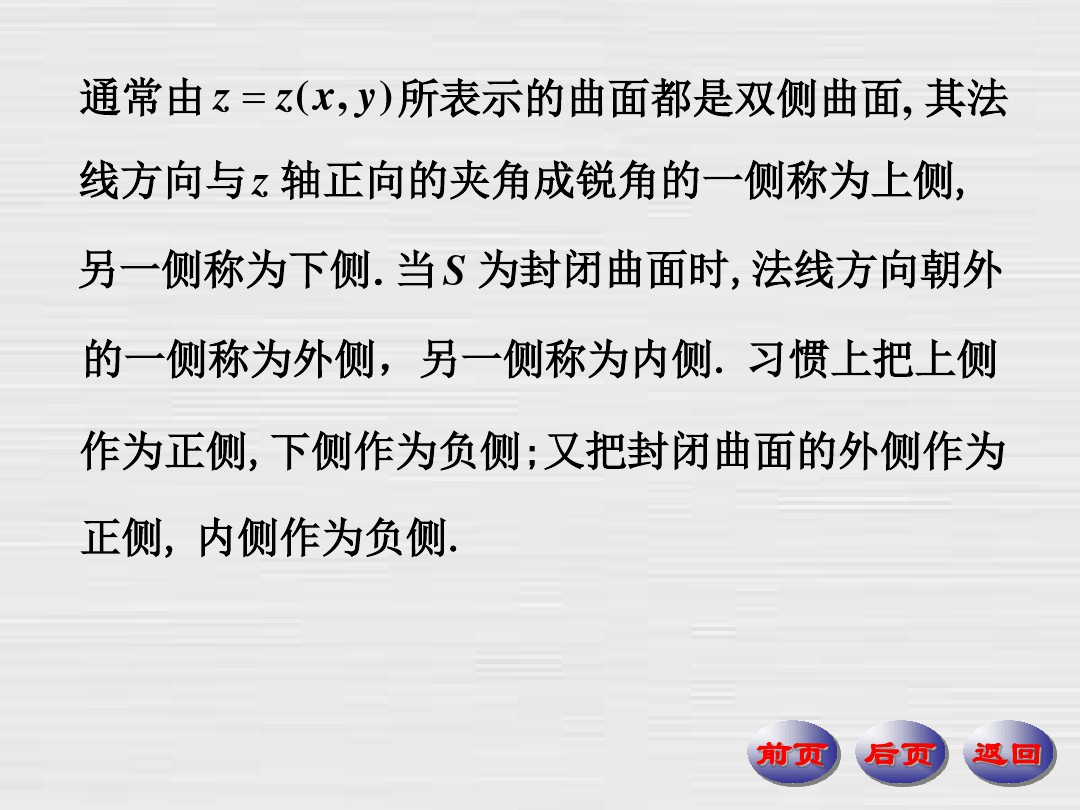 通常由 z = z(x, y)所表示的曲面都是双侧曲面, 其法
线方向与 z 轴正向的夹角成锐角的一侧称为上侧,
另一侧称为下侧. 当 S 为封闭曲面时, 法线方向朝外
的一侧称为外侧，另一侧称为内侧. 习惯上把上侧
作为正侧, 下侧作为负侧; 又把封闭曲面的外侧作为
正侧, 内侧作为负侧.
前页 后页 返回